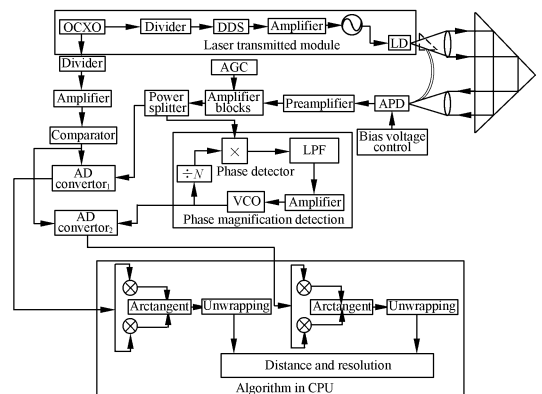 OCXO
Divider
DDS
Amplifier
LD
Laser transmitted module
Divider
AGC
Amplifier
Power
splitter
Amplifier
blocks
Preamplifier
APD
Comparator
Bias voltage
control
×
LPF
Phase detector
AD
convertor1
÷N
VCO
Amplifier
Phase magnification detection
AD
convertor2
Arctangent
Unwrapping
Arctangent
Unwrapping
Distance and resolution
Algorithm in CPU